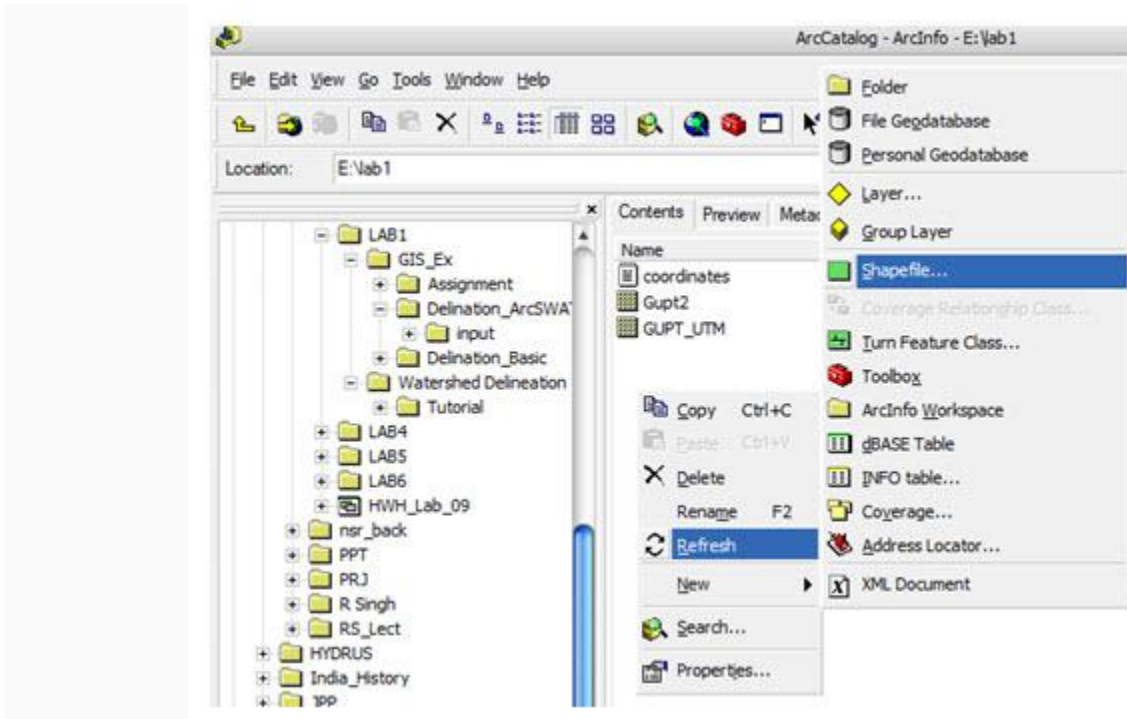 ArcCatalog - ArcInfo - E:\lab1
File Edit View Go Tools Window Help
Location: E:\lab1
LAB1
GIS_Ex
Assignment
Delination_ArcSWA
input
Delination_Basic
Watershed Delineation
Tutorial
LAB4
LAB5
LAB6
HWH_Lab_09
nsr_back
PPT
PRJ
R Singh
RS_Lect
HYDRUS
India_History
JPP
Contents Preview Metad
Name
coordinates
Gupt2
GUPT_UTM
Copy Ctrl+C
Paste Ctrl+V
Delete
Rename F2
Refresh
New
Search...
Properties...
Folder
File Geodatabase
Personal Geodatabase
Layer...
Group Layer
Shapefile...
Coverage Relationship Class...
Turn Feature Class...
Toolbox
ArcInfo Workspace
dBASE Table
INFO table...
Coverage...
Address Locator...
XML Document